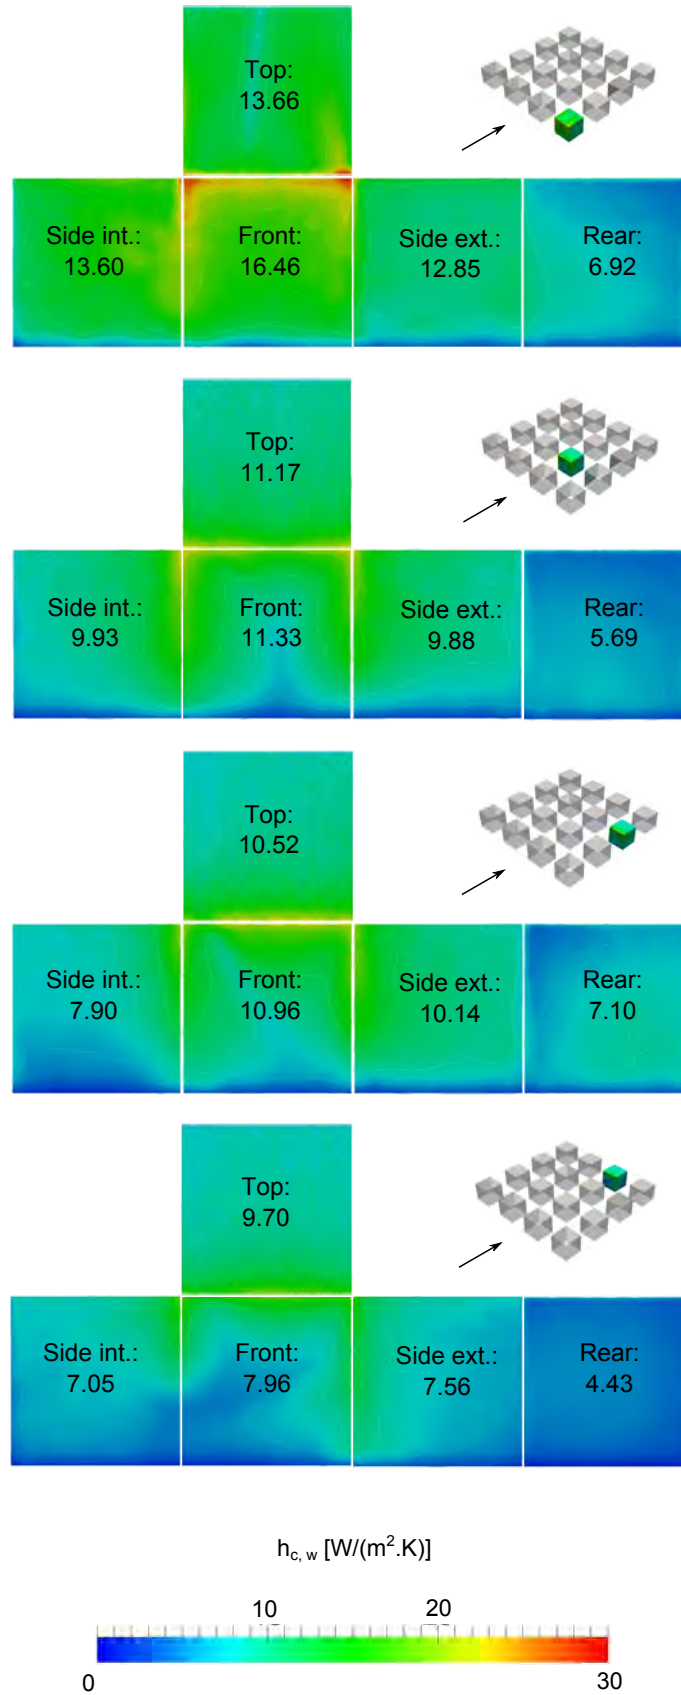 Top:
13.66
Side int.:
13.60
Front:
16.46
Side ext.:
12.85
Rear:
6.92
Top:
11.17
Side int.:
9.93
Front:
11.33
Side ext.:
9.88
Rear:
5.69
Top:
10.52
Side int.:
7.90
Front:
10.96
Side ext.:
10.14
Rear:
7.10
Top:
9.70
Side int.:
7.05
Front:
7.96
Side ext.:
7.56
Rear:
4.43
h<sub>c, w</sub> [W/(m².K)]
10 20
0 30